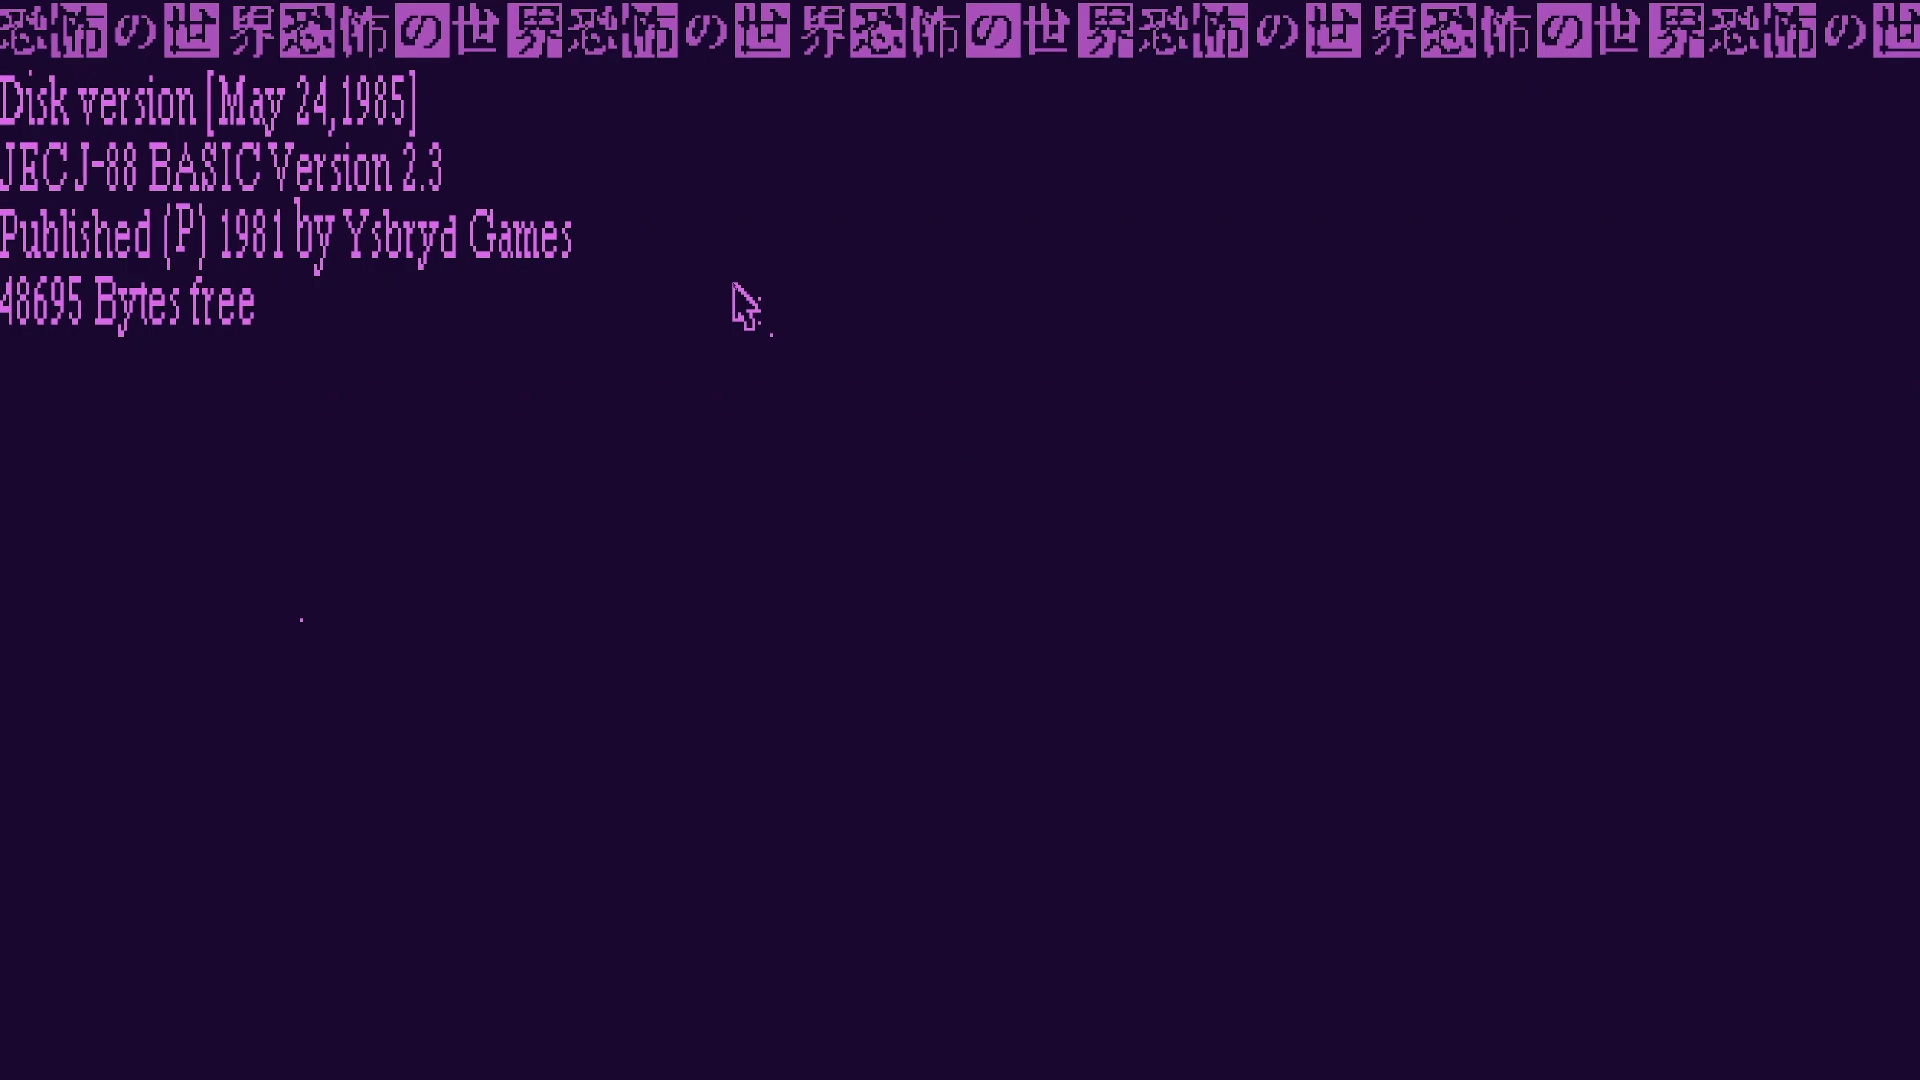 恐怖の世界恐怖の世界恐怖の世界恐怖の世界恐怖の世界恐怖の世界恐怖の世
Disk version [May 24,1985]
JEC J-88 BASIC Version 2.3
Published (P) 1981 by Ysbryd Games
48695 Bytes free